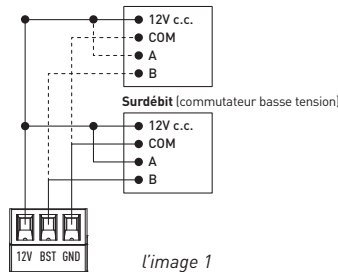 12V c.c.
COM
A
B
Surdébit (commutateur basse tension)
12V c.c.
COM
A
B
12V BST GND
l'image 1